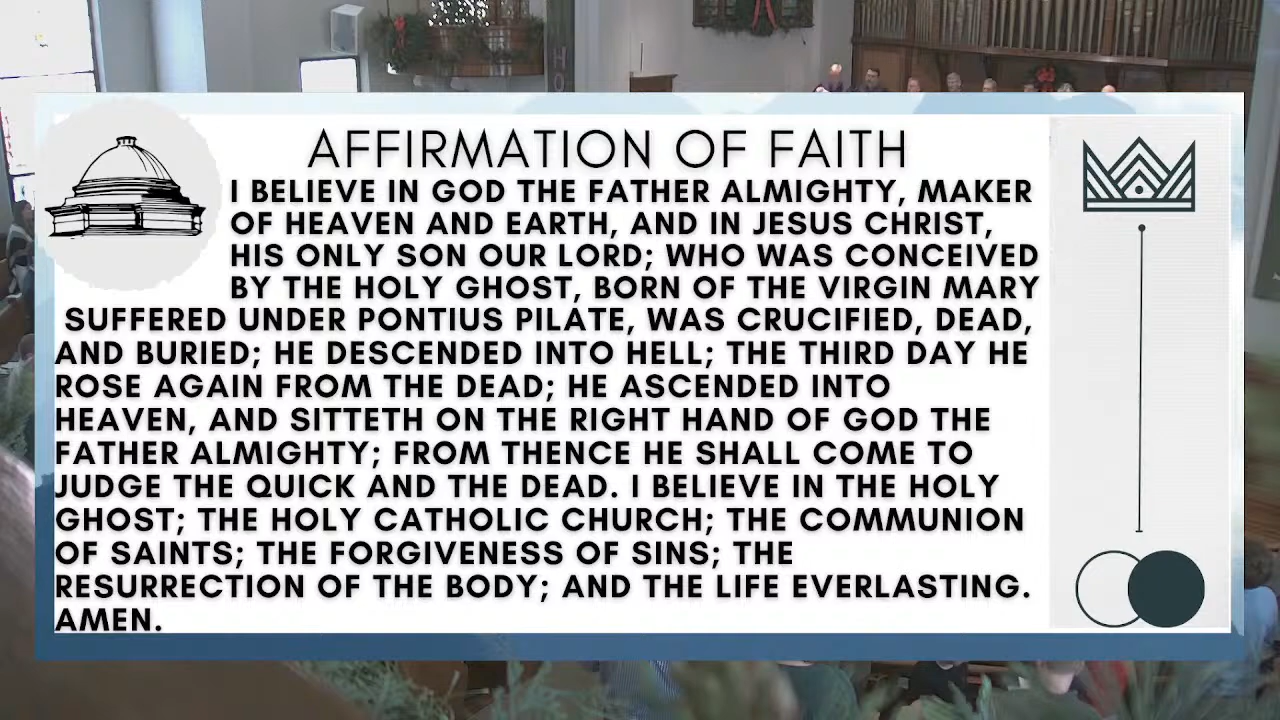 AFFIRMATION OF FAITH
I BELIEVE IN GOD THE FATHER ALMIGHTY, MAKER
OF HEAVEN AND EARTH, AND IN JESUS CHRIST,
HIS ONLY SON OUR LORD; WHO WAS CONCEIVED
BY THE HOLY GHOST, BORN OF THE VIRGIN MARY
SUFFERED UNDER PONTIUS PILATE, WAS CRUCIFIED, DEAD,
AND BURIED; HE DESCENDED INTO HELL; THE THIRD DAY HE
ROSE AGAIN FROM THE DEAD; HE ASCENDED INTO
HEAVEN, AND SITTETH ON THE RIGHT HAND OF GOD THE
FATHER ALMIGHTY; FROM THENCE HE SHALL COME TO
JUDGE THE QUICK AND THE DEAD. I BELIEVE IN THE HOLY
GHOST; THE HOLY CATHOLIC CHURCH; THE COMMUNION
OF SAINTS; THE FORGIVENESS OF SINS; THE
RESURRECTION OF THE BODY; AND THE LIFE EVERLASTING.
AMEN.